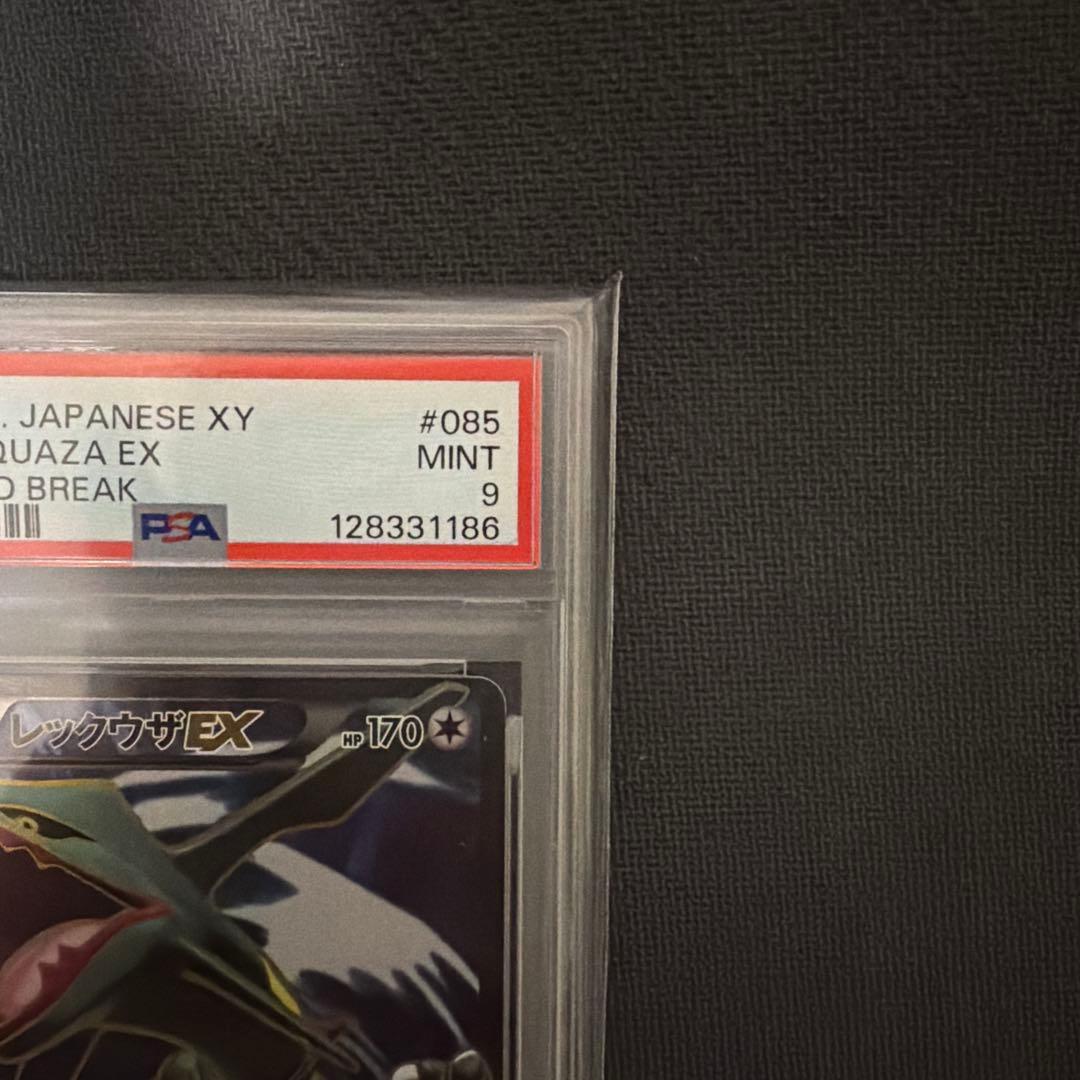 . JAPANESE XY #085
QUAZA EX MINT
D BREAK 9
PSA 128331186
レックウザEX HP170